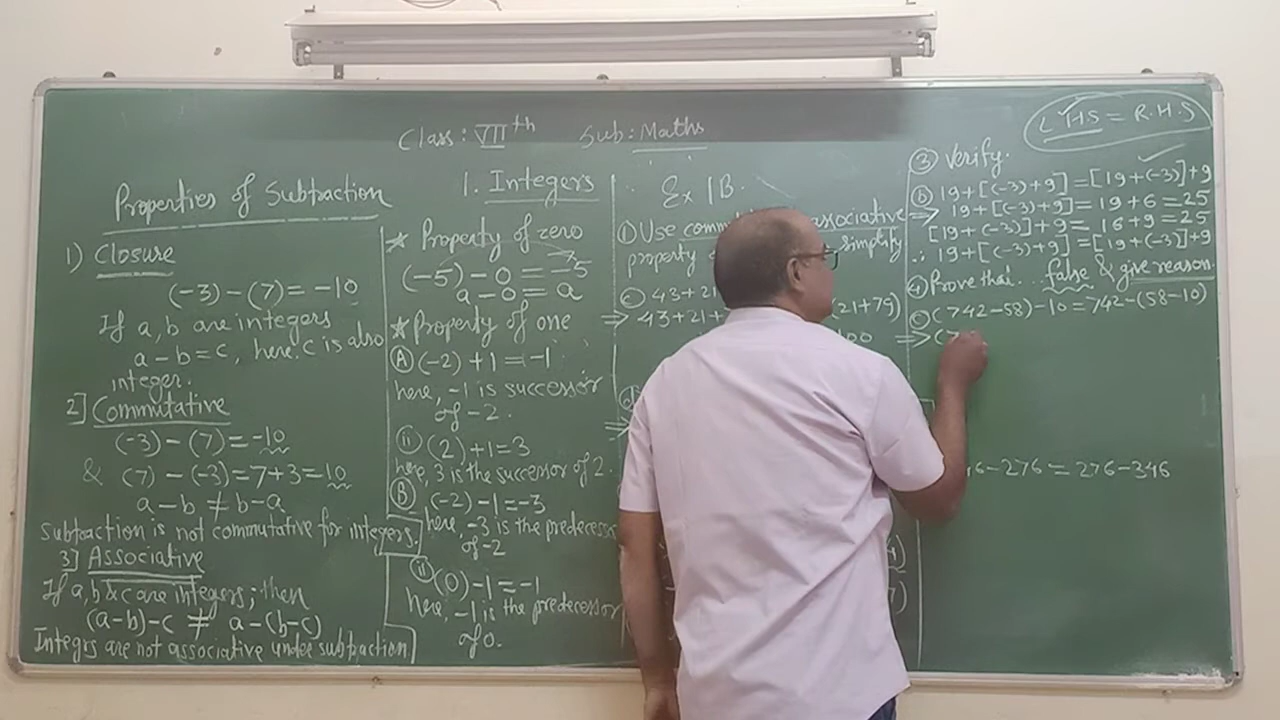 Class: VIIth Sub: Maths
1. Integers
Properties of Subtraction
1) Closure
(-3)-(7)=-10
If a, b are integers
a-b=c, here, c is also
integer.
2] Commutative
(-3)-(7)=-10
& (7)-(-3)=7+3=10
a-b ≠ b-a
Subtraction is not commutative for integers.
3] Associative
If a, b & c are integers; then
(a-b)-c ≠ a-(b-c)
Integrs are not associative under subtraction.
★ Property of zero
(-5)-0=-5
a-0=a
★ Property of one
(A) (-2)+1=-1
here, -1 is successor
of -2.
(ii) (2)+1=3
here, 3 is the successor of 2.
(B) (-2)-1=-3
here, -3 is the predecesso
of -2
(ii) (0)-1=-1
here, -1 is the predecessor
of 0.
Ex 1B.
(1) Use comm associative
property simplify
(c) 43+21
⇒ 43+21+ (21+79)
00
L HS = R.H.S
(3) Verify.
(b) 19+[(-3)+9]=[19+(-3)]+9
⇒ 19+[(-3)+9]=19+6=25
[19+(-3)]+9=16+9=25
∴ 19+[(-3)+9]=[19+(-3)]+9
(4) Prove that... false & give reason.
(c) (742-58)-10=742-(58-10)
⇒ (7
6-276=276-346